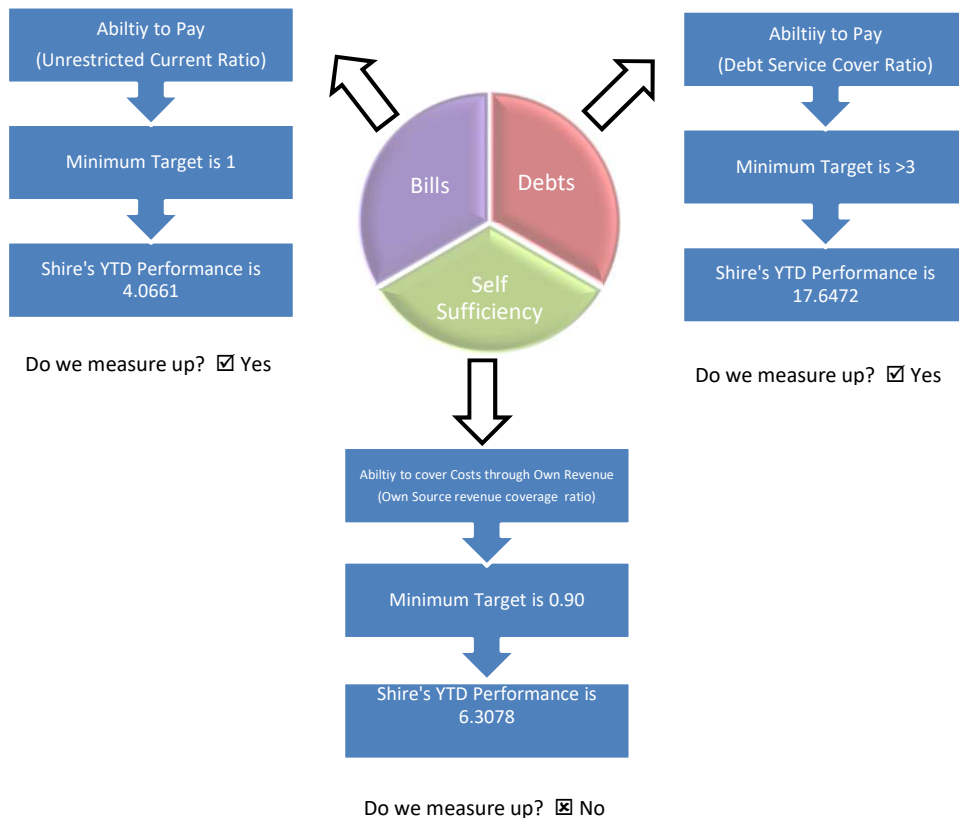 Abiltiy to Pay
(Unrestricted Current Ratio)
Minimum Target is 1
Shire's YTD Performance is
4.0661
Do we measure up? ☑ Yes
Bills
Debts
Self
Sufficiency
Abiltiiy to Pay
(Debt Service Cover Ratio)
Minimum Target is >3
Shire's YTD Performance is
17.6472
Do we measure up? ☑ Yes
Abiltiy to cover Costs through Own Revenue
(Own Source revenue coverage ratio)
Minimum Target is 0.90
Shire's YTD Performance is
6.3078
Do we measure up? ☒ No